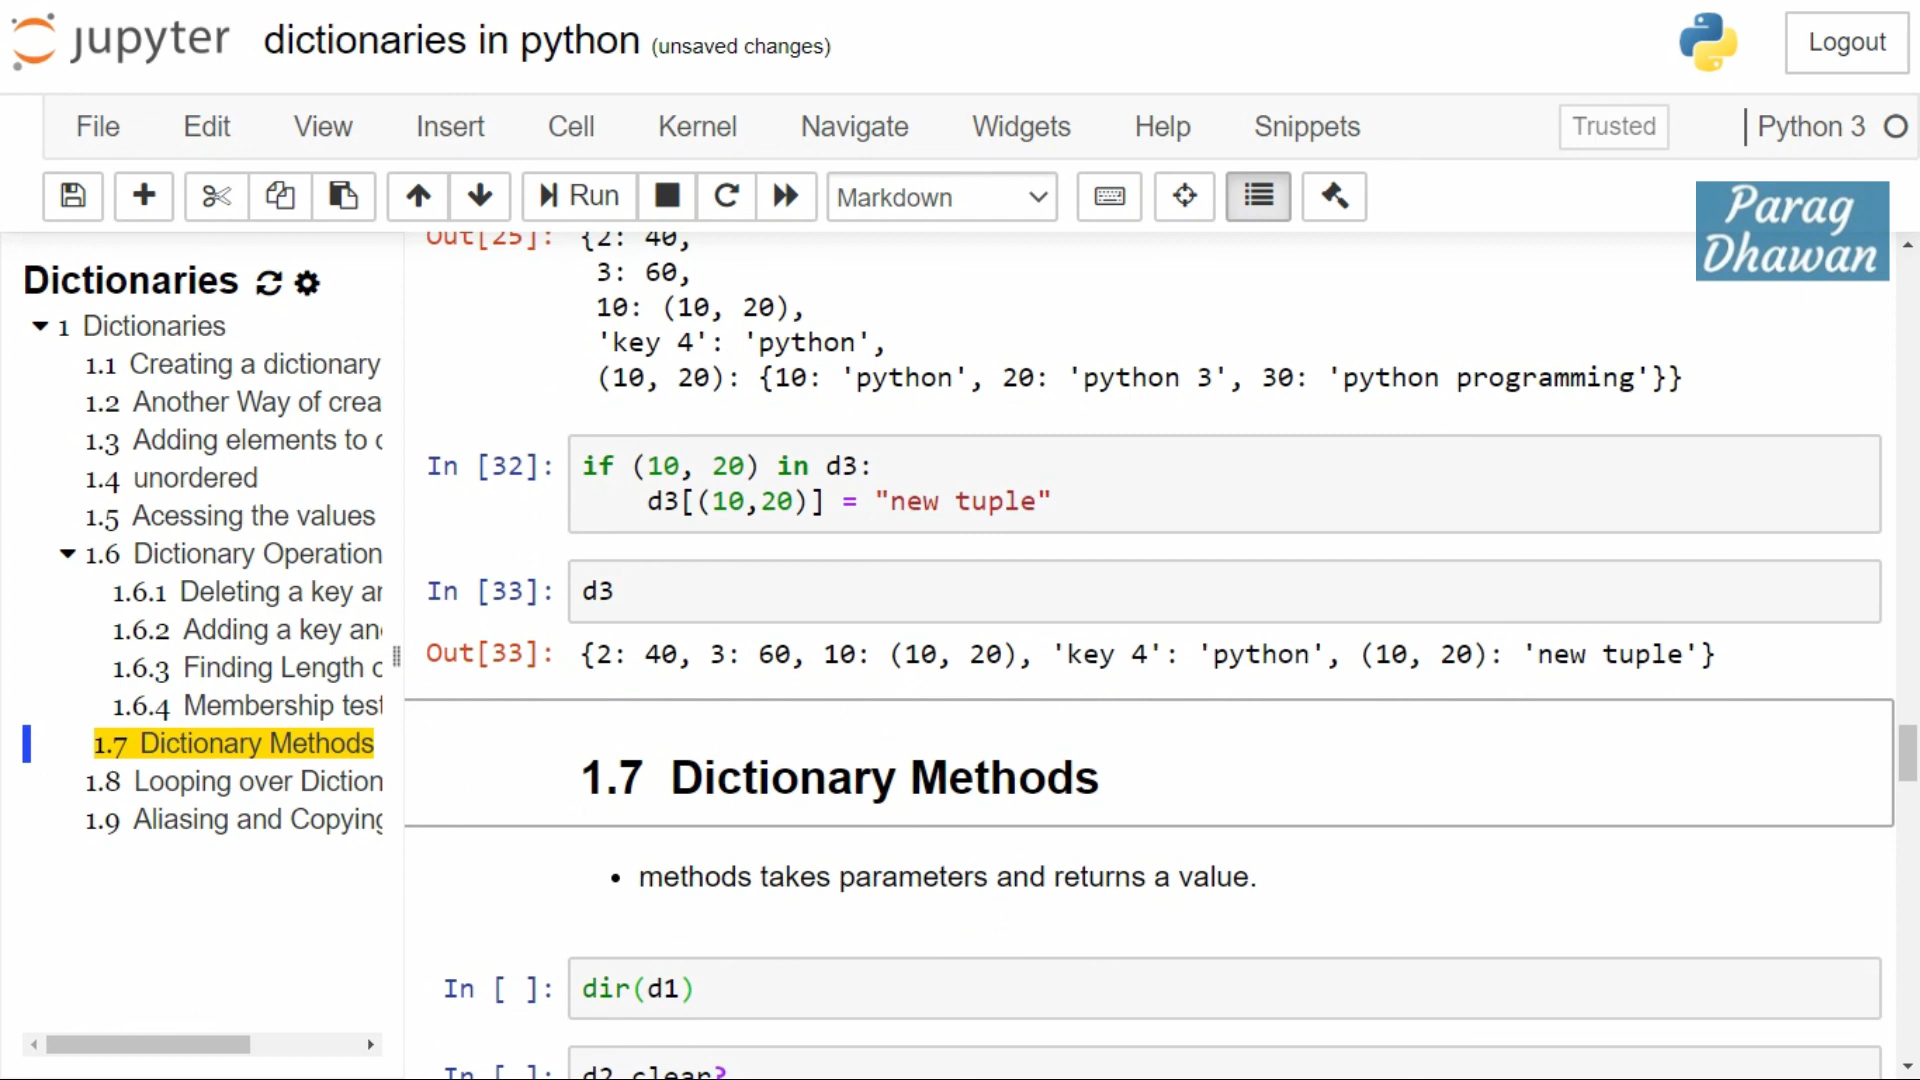 jupyter dictionaries in python (unsaved changes)
Logout
File Edit View Insert Cell Kernel Navigate Widgets Help Snippets Trusted Python 3
Run Markdown
Parag
Dhawan
Dictionaries
1 Dictionaries
1.1 Creating a dictionary
1.2 Another Way of crea
1.3 Adding elements to
1.4 unordered
1.5 Acessing the values
1.6 Dictionary Operation
1.6.1 Deleting a key
1.6.2 Adding a key
1.6.3 Finding Length
1.6.4 Membership test
1.7 Dictionary Methods
1.8 Looping over Diction
1.9 Aliasing and Copying
Out[25]: {2: 40,
3: 60,
10: (10, 20),
'key 4': 'python',
(10, 20): {10: 'python', 20: 'python 3', 30: 'python programming'}}
In [32]: if (10, 20) in d3:
d3[(10,20)] = "new tuple"
In [33]: d3
Out[33]: {2: 40, 3: 60, 10: (10, 20), 'key 4': 'python', (10, 20): 'new tuple'}
1.7 Dictionary Methods
• methods takes parameters and returns a value.
In [ ]: dir(d1)
In [ ]: d2.clear?